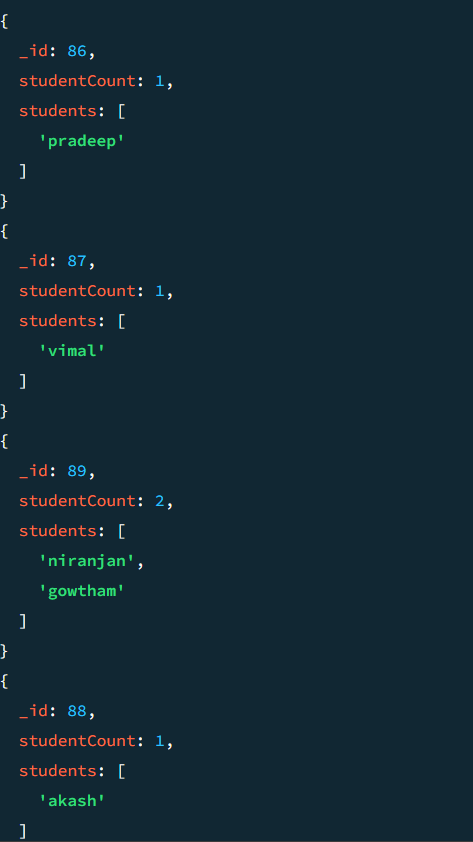 {
  _id: 86,
  studentCount: 1,
  students: [
    'pradeep'
  ]
}
{
  _id: 87,
  studentCount: 1,
  students: [
    'vimal'
  ]
}
{
  _id: 89,
  studentCount: 2,
  students: [
    'niranjan',
    'gowtham'
  ]
}
{
  _id: 88,
  studentCount: 1,
  students: [
    'akash'
  ]